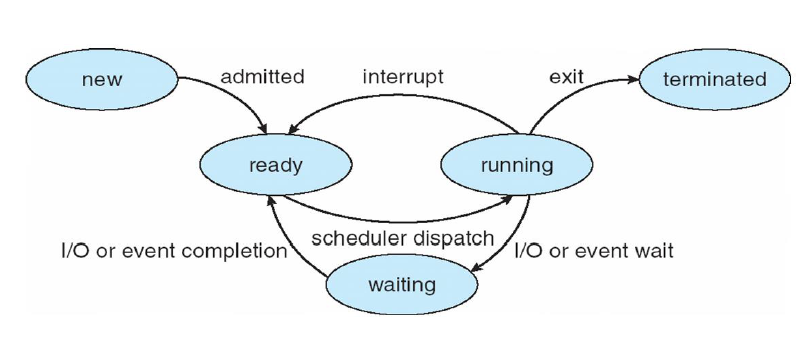 new
admitted
interrupt
exit
terminated
ready
running
I/O or event completion
scheduler dispatch
I/O or event wait
waiting